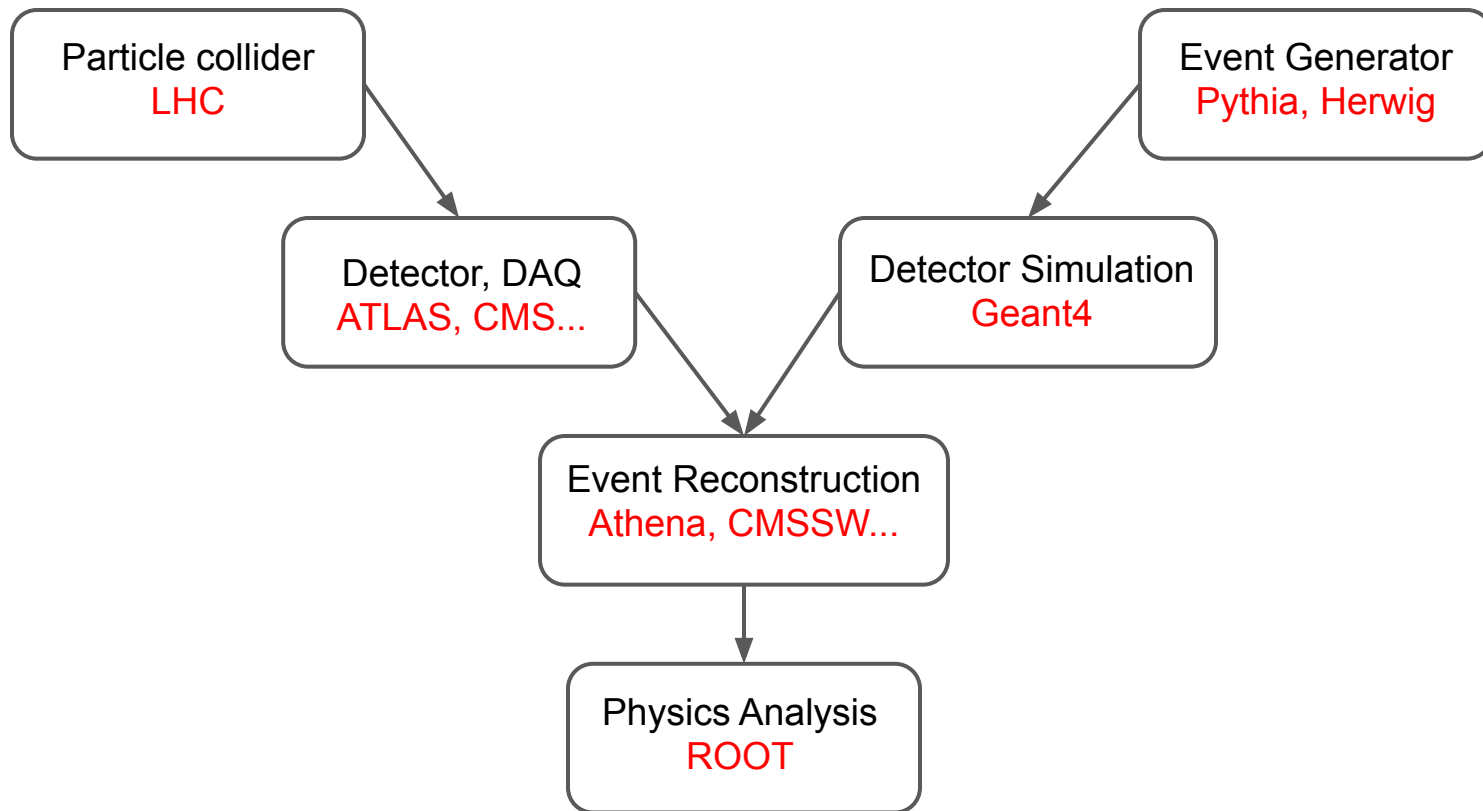 Particle collider
LHC
Event Generator
Pythia, Herwig
Detector, DAQ
ATLAS, CMS...
Detector Simulation
Geant4
Event Reconstruction
Athena, CMSSW...
Physics Analysis
ROOT